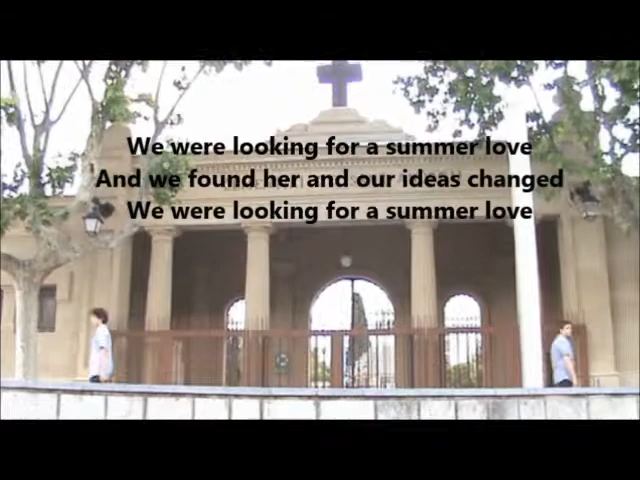 We were looking for a summer love
And we found her and our ideas changed
We were looking for a summer love